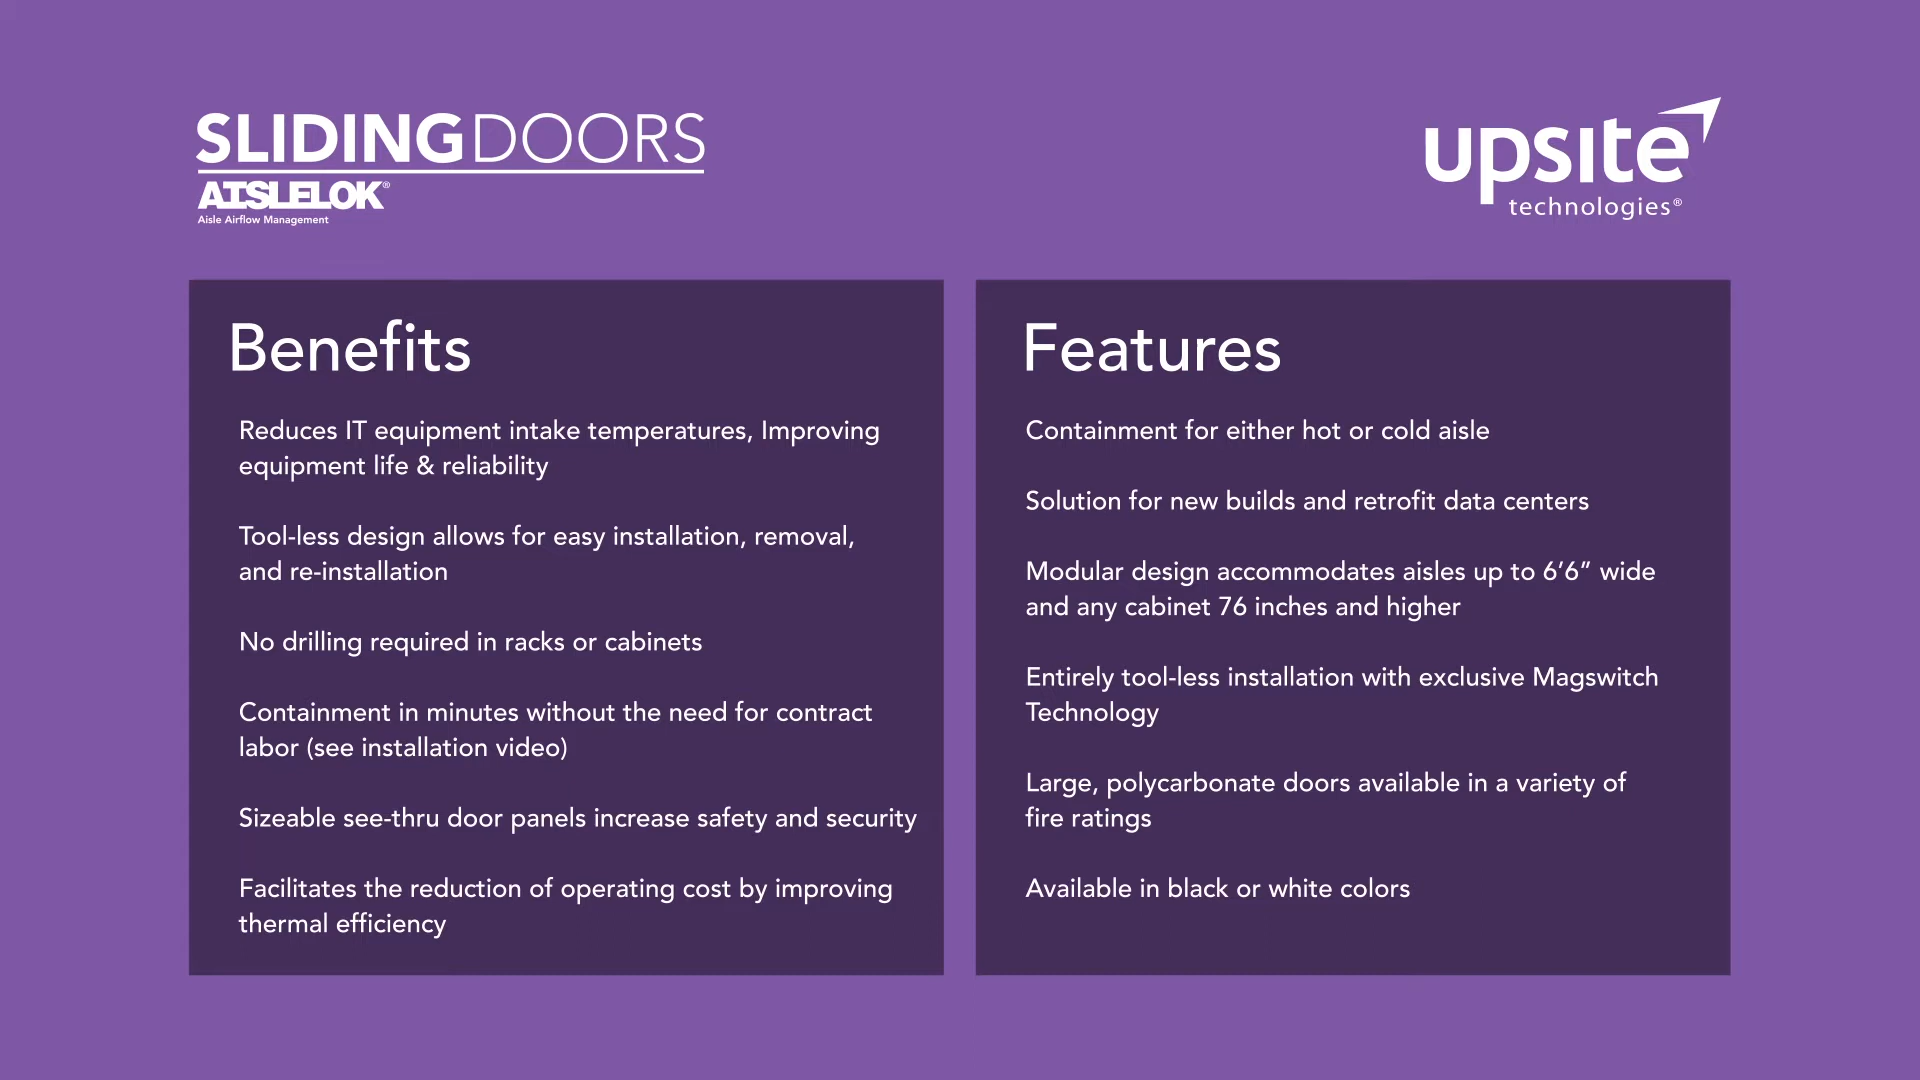 SLIDINGDOORS
AISLELOK®
Aisle Airflow Management
upsite
technologies®
Benefits
Reduces IT equipment intake temperatures, Improving
equipment life & reliability
Tool-less design allows for easy installation, removal,
and re-installation
No drilling required in racks or cabinets
Containment in minutes without the need for contract
labor (see installation video)
Sizeable see-thru door panels increase safety and security
Facilitates the reduction of operating cost by improving
thermal efficiency
Features
Containment for either hot or cold aisle
Solution for new builds and retrofit data centers
Modular design accommodates aisles up to 6’6” wide
and any cabinet 76 inches and higher
Entirely tool-less installation with exclusive Magswitch
Technology
Large, polycarbonate doors available in a variety of
fire ratings
Available in black or white colors